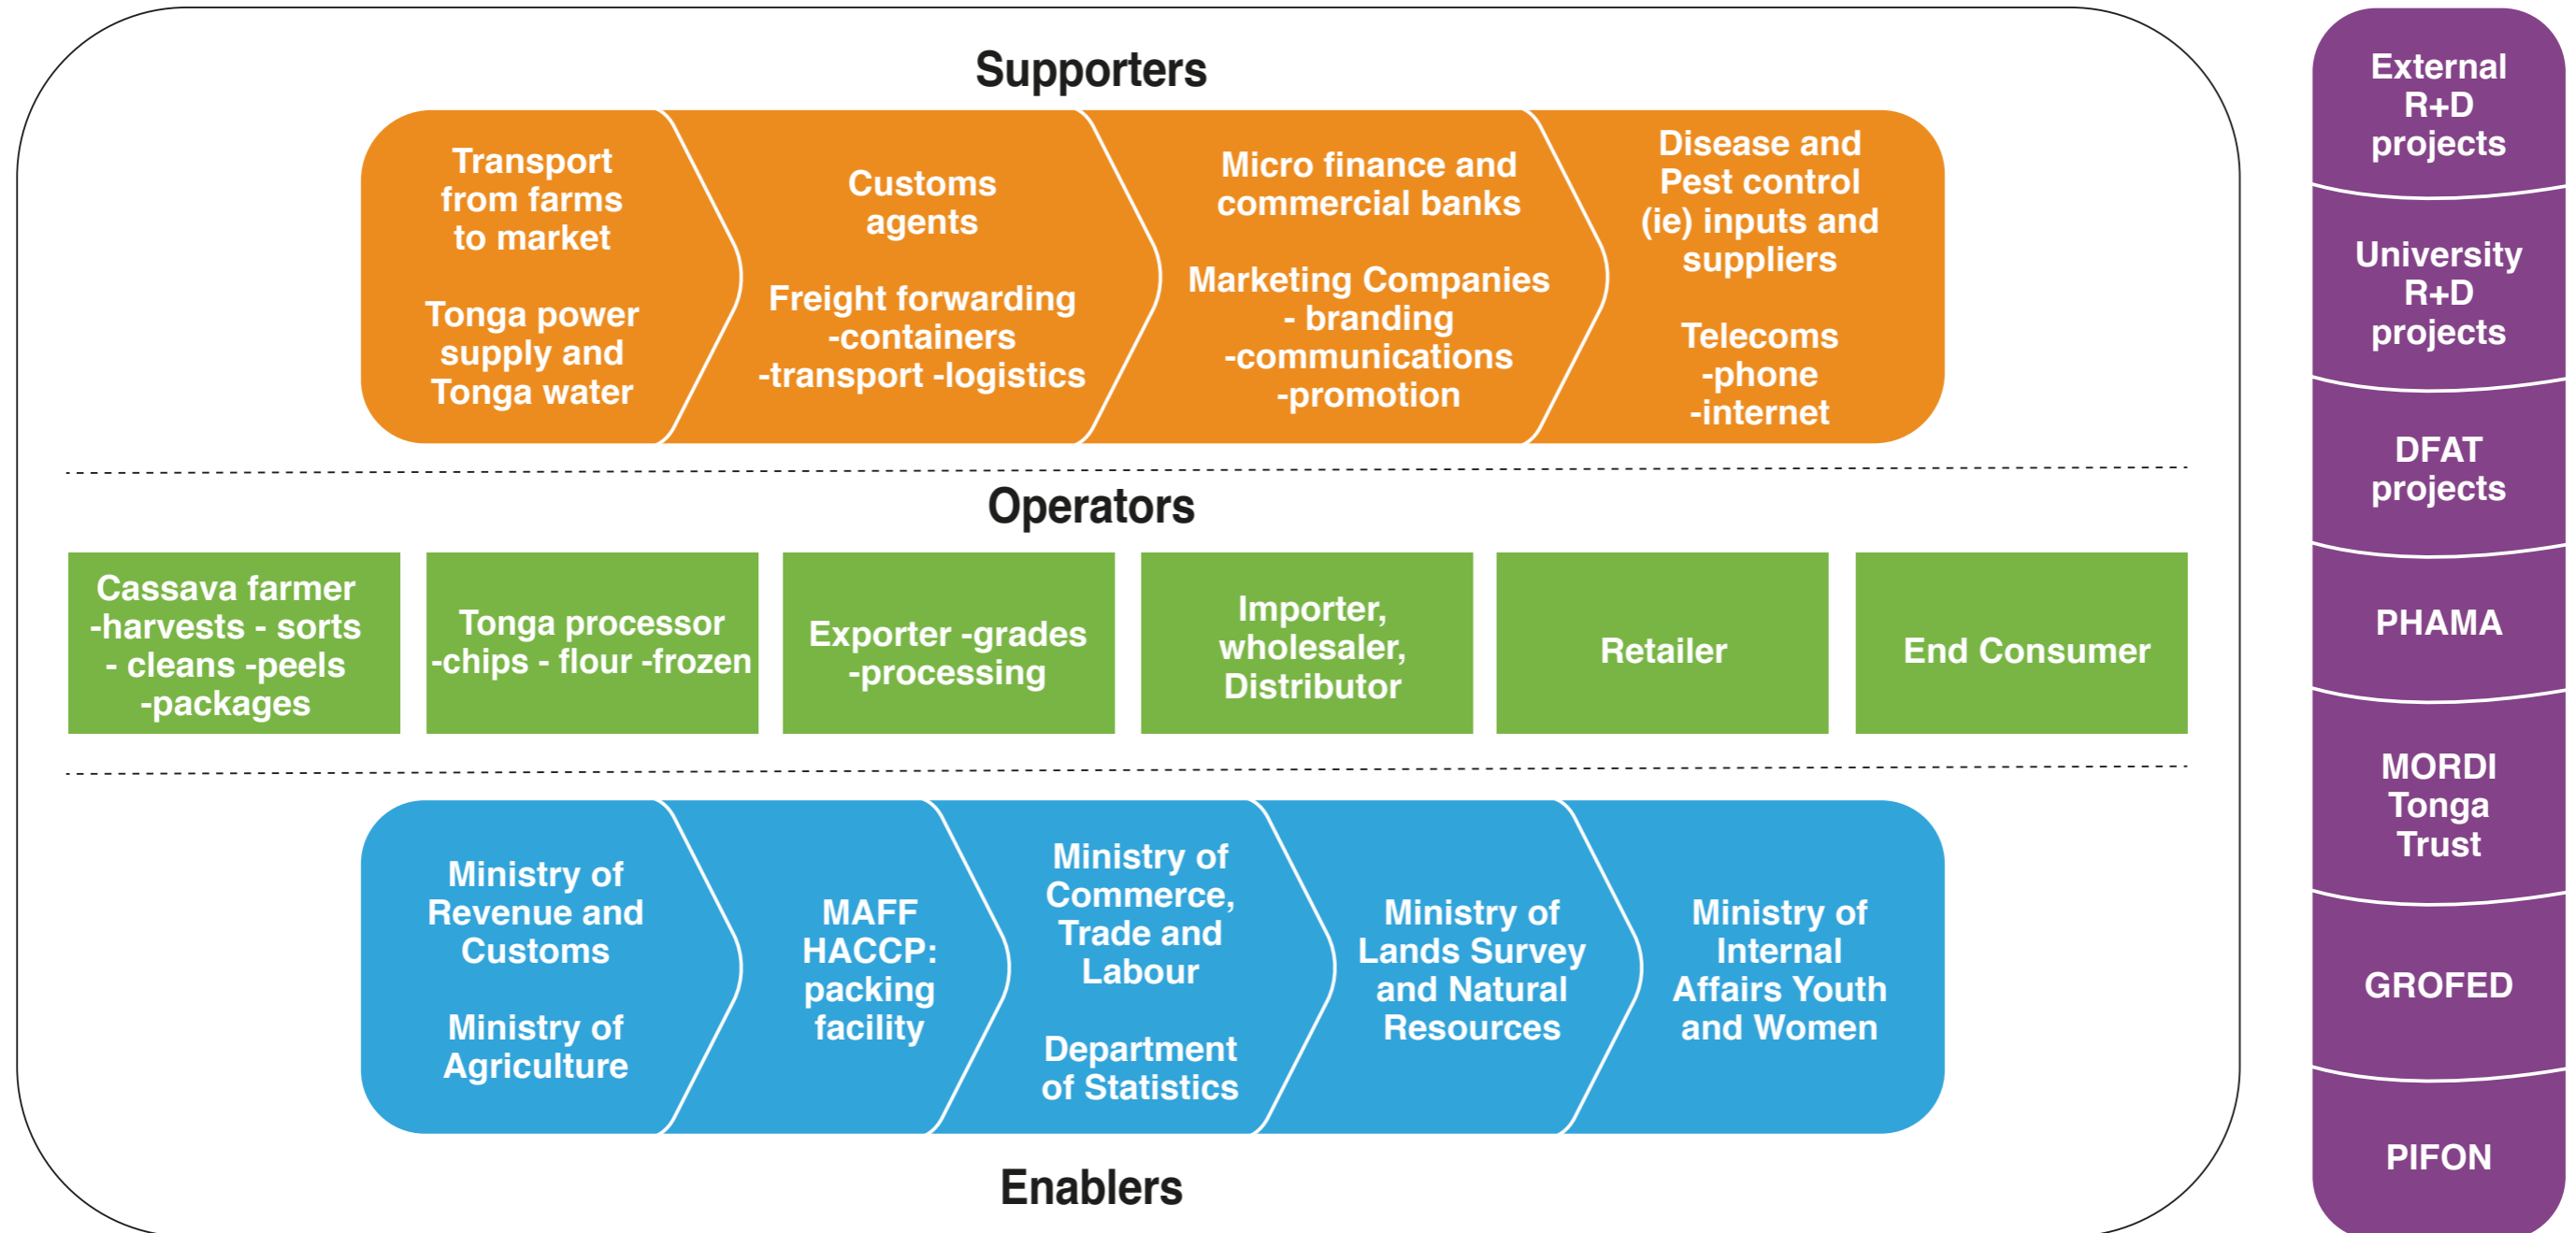 Supporters
Transport
from farms
to market
Tonga power
supply and
Tonga water
Customs
agents
Freight forwarding
-containers
-transport -logistics
Micro finance and
commercial banks
Marketing Companies
- branding
-communications
-promotion
Disease and
Pest control
(ie) inputs and
suppliers
Telecoms
-phone
-internet
Operators
Cassava farmer
-harvests - sorts
- cleans -peels
-packages
Tonga processor
-chips - flour -frozen
Exporter -grades
-processing
Importer,
wholesaler,
Distributor
Retailer
End Consumer
Ministry of
Revenue and
Customs
Ministry of
Agriculture
MAFF
HACCP:
packing
facility
Ministry of
Commerce,
Trade and
Labour
Department
of Statistics
Ministry of
Lands Survey
and Natural
Resources
Ministry of
Internal
Affairs Youth
and Women
Enablers
External
R+D
projects
University
R+D
projects
DFAT
projects
PHAMA
MORDI
Tonga
Trust
GROFED
PIFON